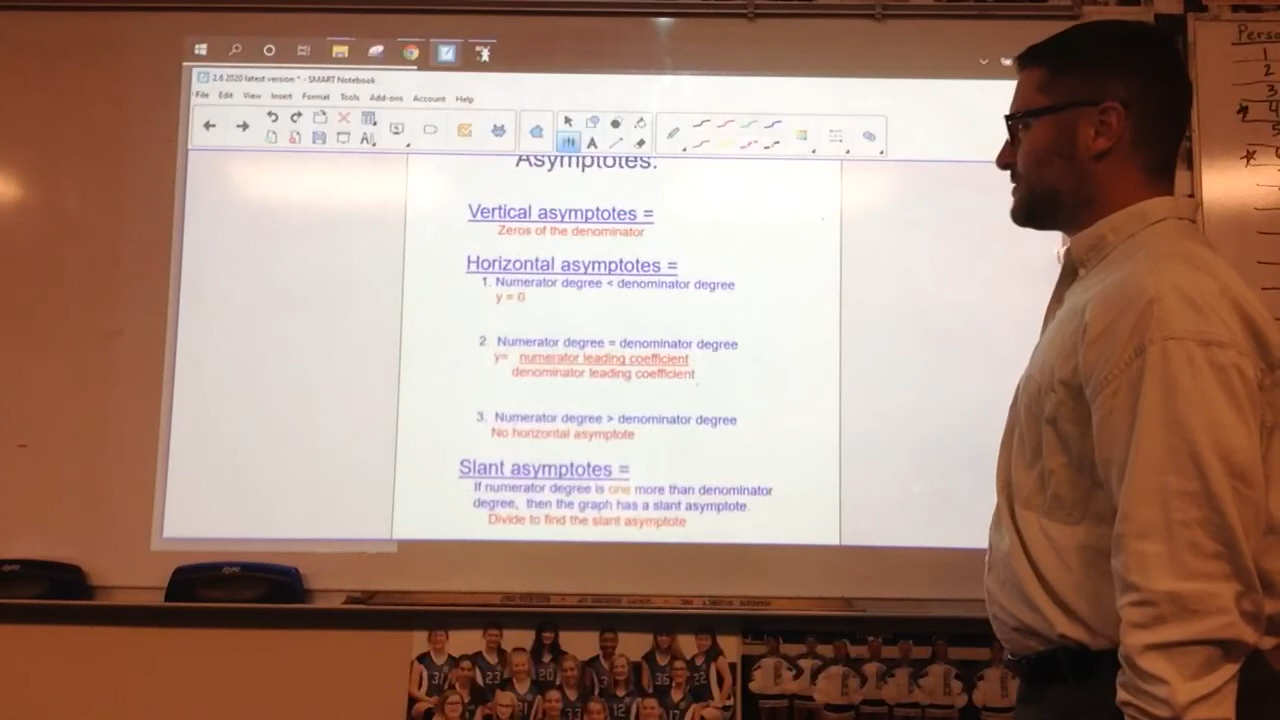 2.6 2020 latest version * - SMART Notebook
File Edit View Insert Format Tools Add-ons Account Help
Asymptotes:
Vertical asymptotes =
Zeros of the denominator
Horizontal asymptotes =
1. Numerator degree < denominator degree
y = 0
2. Numerator degree = denominator degree
y= numerator leading coefficient
denominator leading coefficient
3. Numerator degree > denominator degree
No horizontal asymptote
Slant asymptotes =
If numerator degree is one more than denominator
degree, then the graph has a slant asymptote.
Divide to find the slant asymptote
1
2
3
4
31
23
20
35
22
21
33
12
17